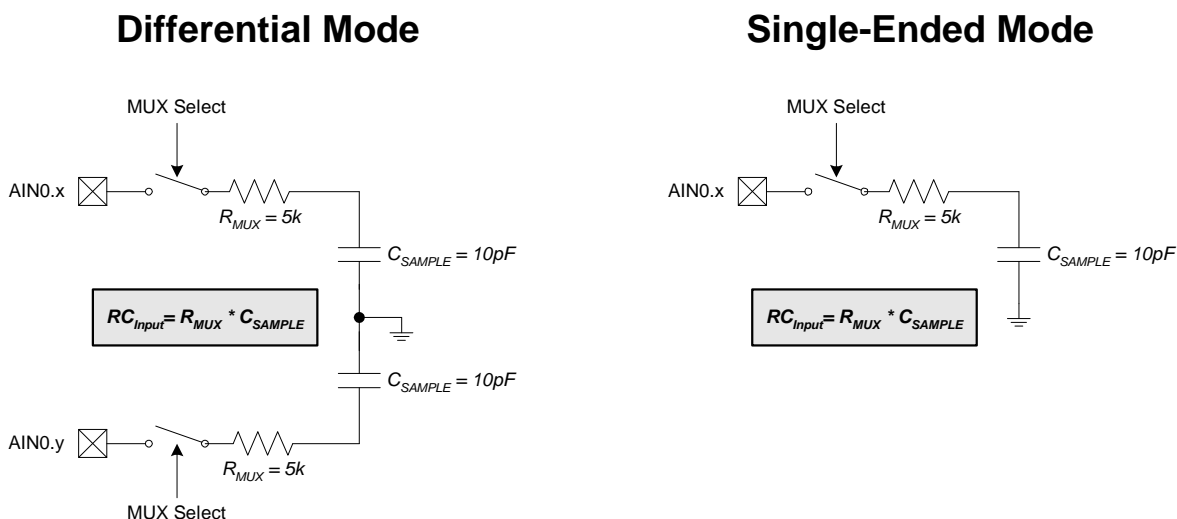 Differential Mode
MUX Select
AIN0.x
R_MUX = 5k
C_SAMPLE = 10pF
RC_Input= R_MUX * C_SAMPLE
C_SAMPLE = 10pF
AIN0.y
R_MUX = 5k
MUX Select
Single-Ended Mode
MUX Select
AIN0.x
R_MUX = 5k
C_SAMPLE = 10pF
RC_Input= R_MUX * C_SAMPLE